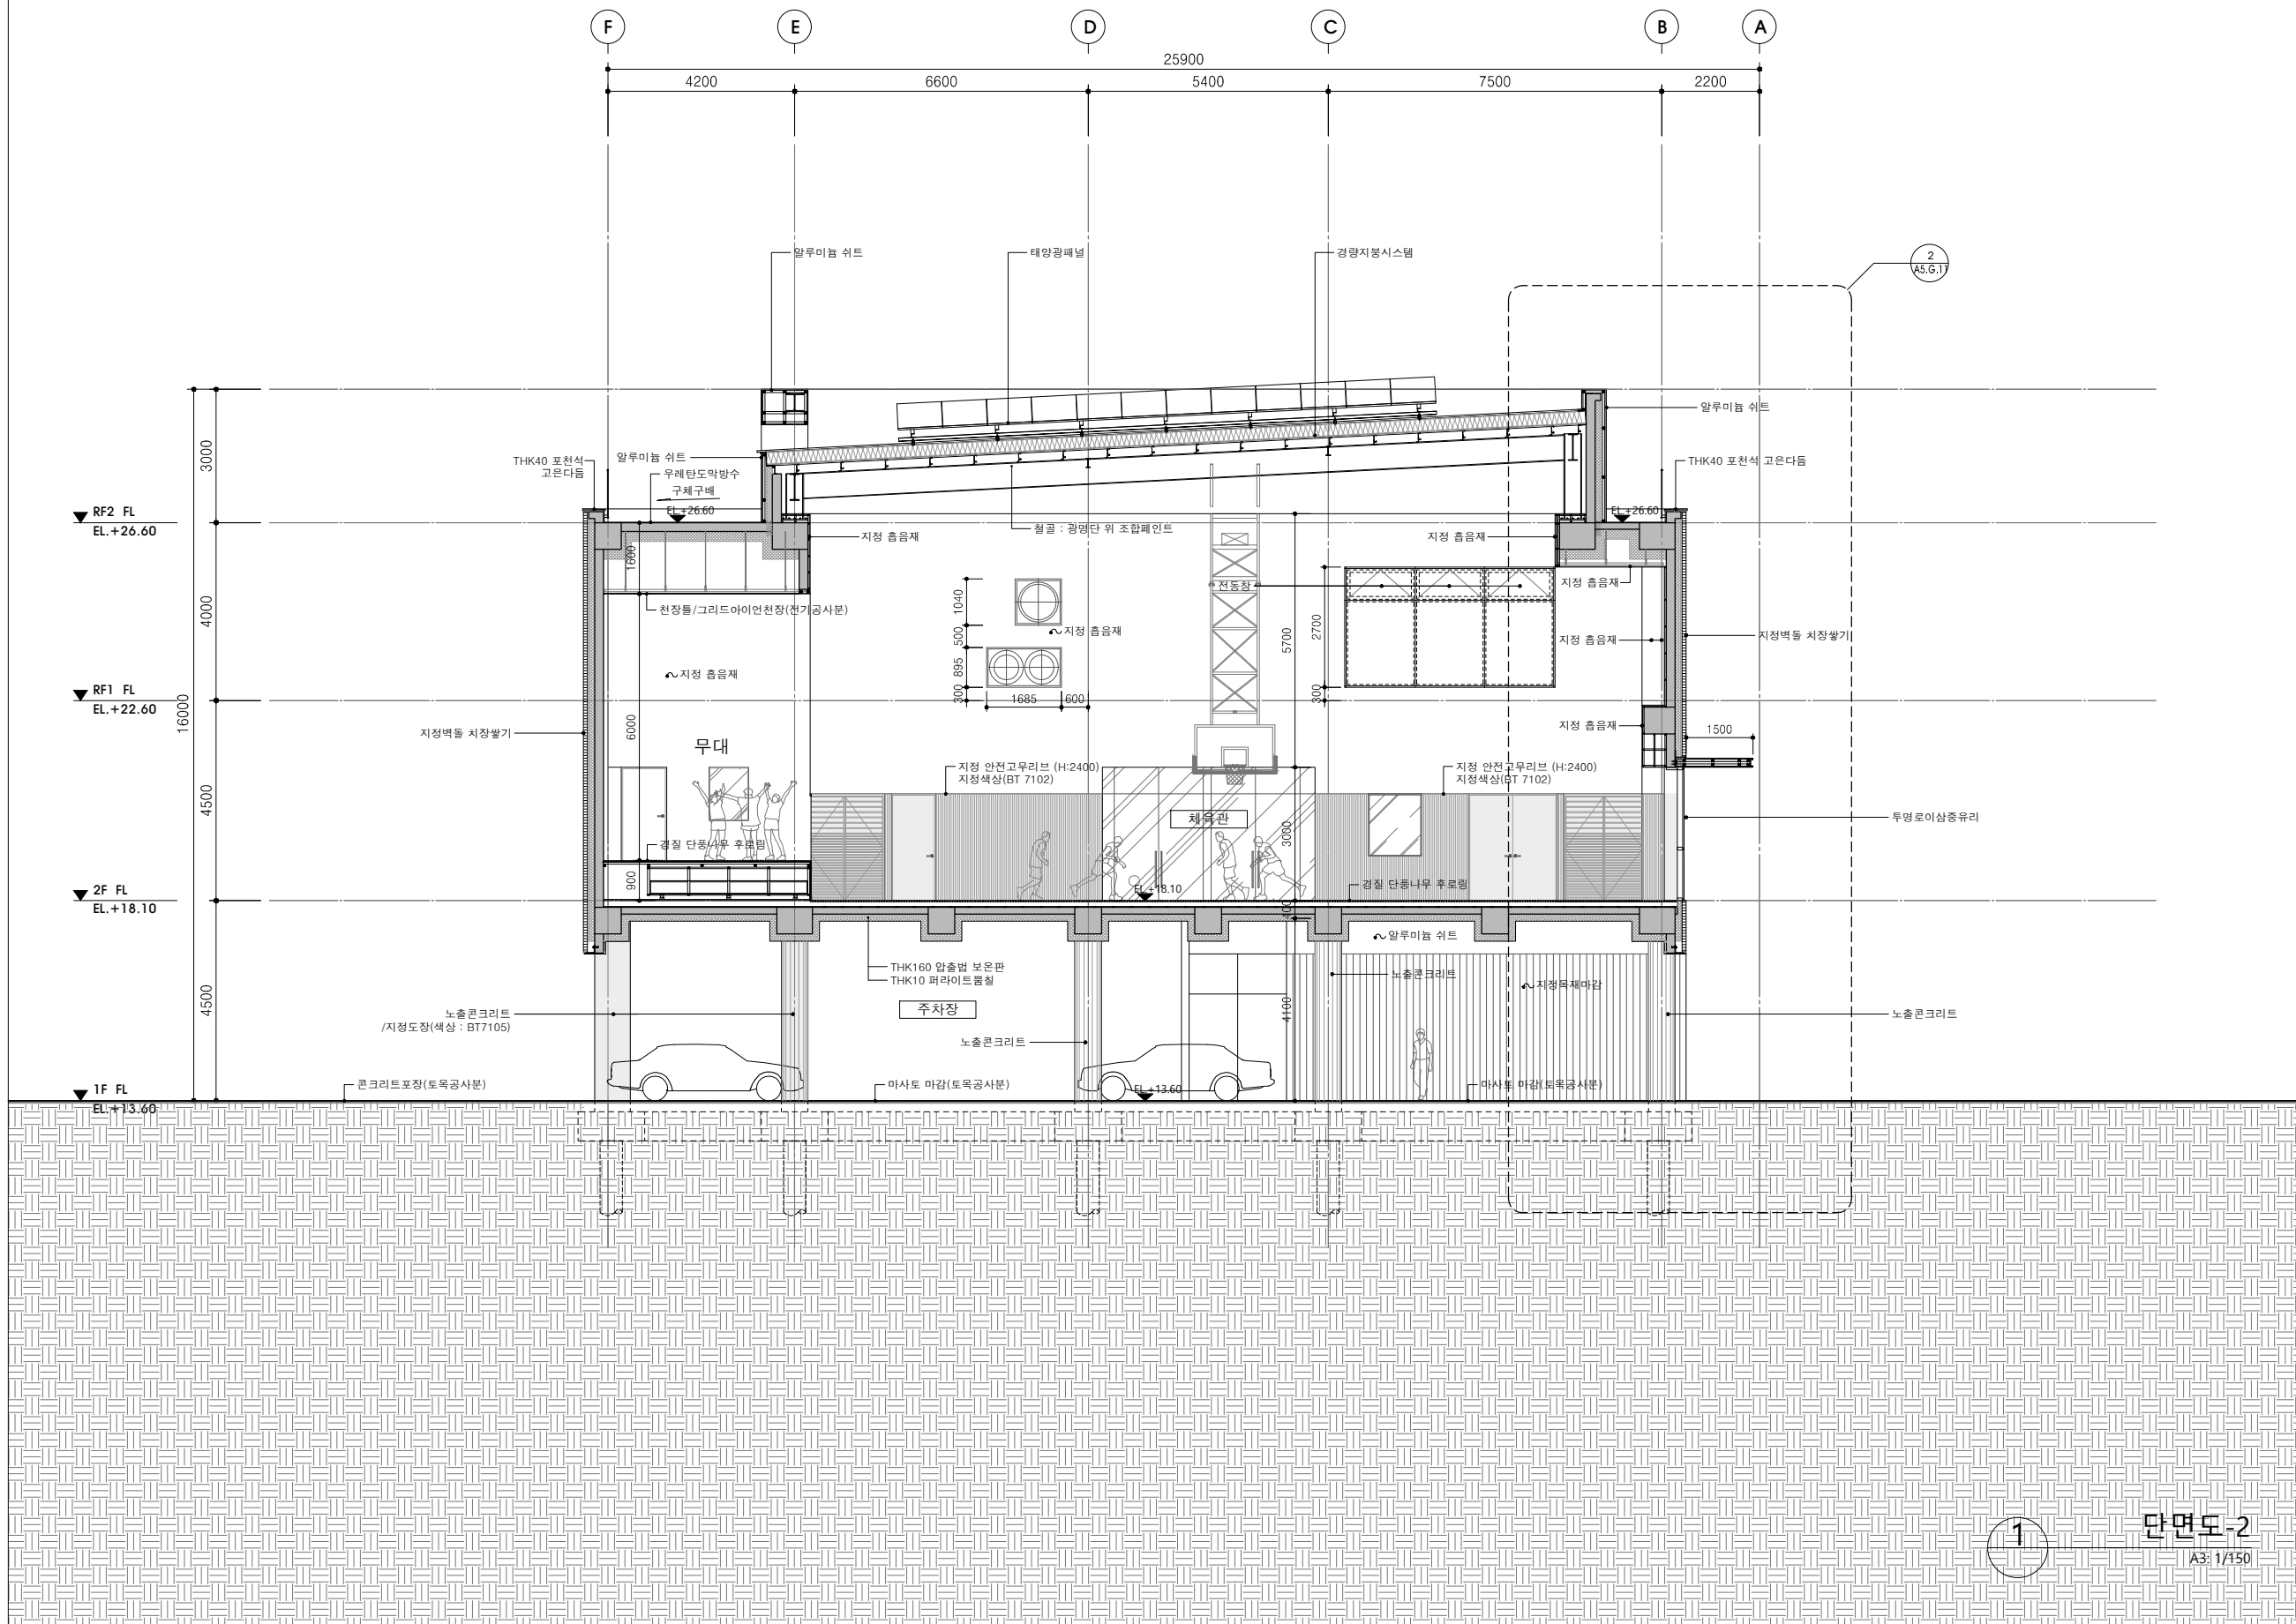 F
E
D
C
B
A
25900
4200
6600
5400
7500
2200
알루미늄 쉬트
태양광패널
경량지붕시스템
2
A5.G.11
알루미늄 쉬트
3000
THK40 포천석
고은다듬
알루미늄 쉬트
우레탄도막방수
구체구배
THK40 포천석 고은다듬
RF2 FL
EL.+26.60
EL.+26.60
EL.+26.60
철골 : 광명단 위 조합페인트
지정 흡음재
지정 흡음재
1600
지정 흡음재
전동창
천장틀/그리드아이언천장(전기공사분)
4000
1040
500
895
300
지정 흡음재
5700
2700
300
지정 흡음재
지정벽돌 치장쌓기
지정 흡음재
RF1 FL
EL.+22.60
1685
600
16000
6000
지정벽돌 치장쌓기
무대
지정 흡음재
1500
지정 안전고무리브 (H:2400)
지정색상(BT 7102)
지정 안전고무리브 (H:2400)
지정색상(BT 7102)
4500
체육관
3000
투명로이삼중유리
경질 단풍나무 후로링
900
경질 단풍나무 후로링
2F FL
EL.+18.10
EL.+18.10
400
알루미늄 쉬트
THK160 압출법 보온판
THK10 퍼라이트뿜칠
노출콘크리트
지정목재마감
4500
주차장
4100
노출콘크리트
/지정도장(색상 : BT7105)
노출콘크리트
노출콘크리트
1F FL
EL.+13.60
콘크리트포장(토목공사분)
마사토 마감(토목공사분)
EL.+13.60
마사토 마감(토목공사분)
1
단면도-2
A3: 1/150